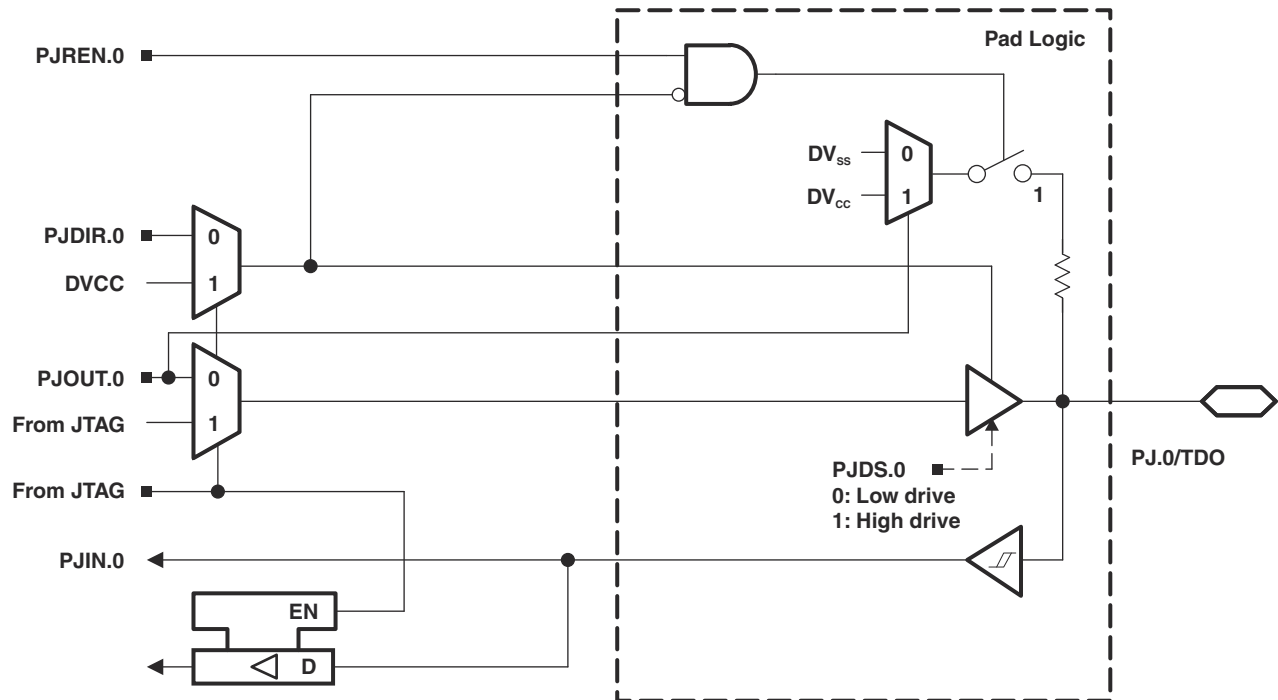 Pad Logic
PJREN.0
DVss 0
DVcc 1
1
PJDIR.0 0
DVCC 1
PJOUT.0 0
From JTAG 1
PJDS.0
0: Low drive
1: High drive
PJ.0/TDO
From JTAG
PJIN.0
EN
D